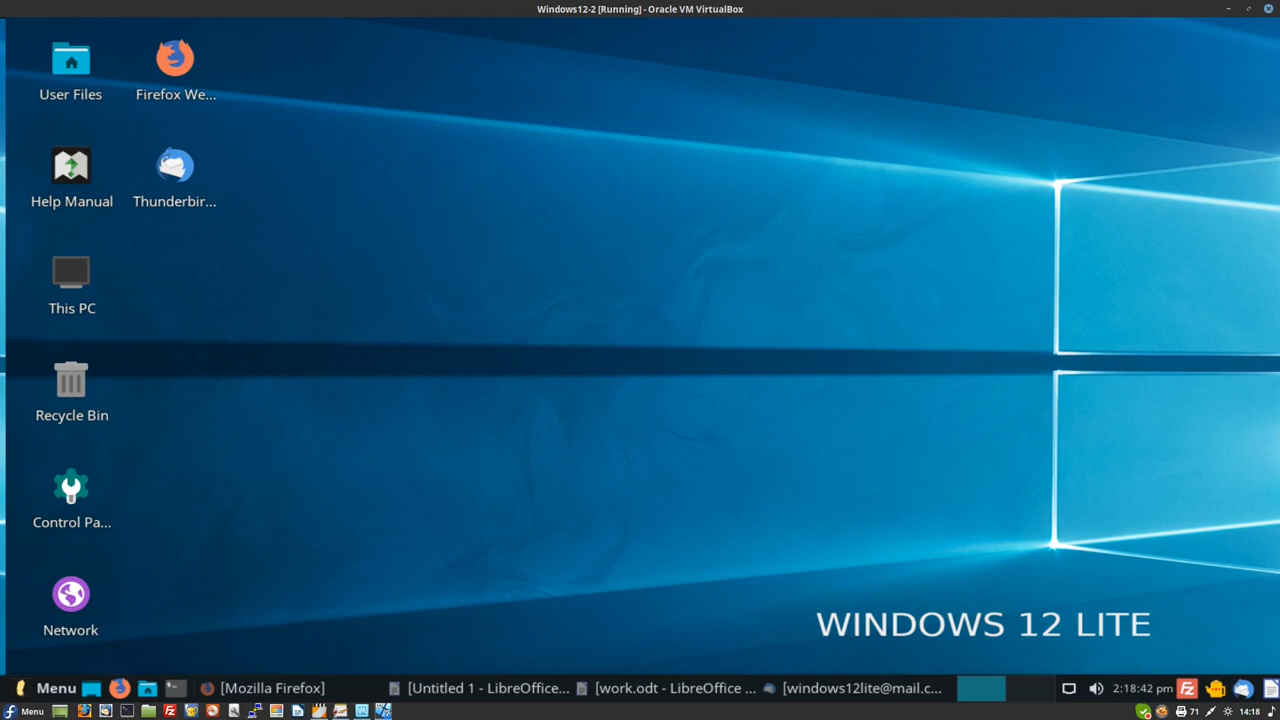 Windows12-2 [Running] - Oracle VM VirtualBox
User Files
Firefox We...
Help Manual
Thunderbir...
This PC
Recycle Bin
Control Pa...
Network
WINDOWS 12 LITE
Menu
[Mozilla Firefox]
[Untitled 1 - LibreOffice...
[work.odt - LibreOffice ...
[windows12lite@mail.c...
2:18:42 pm
Menu
71
14:18